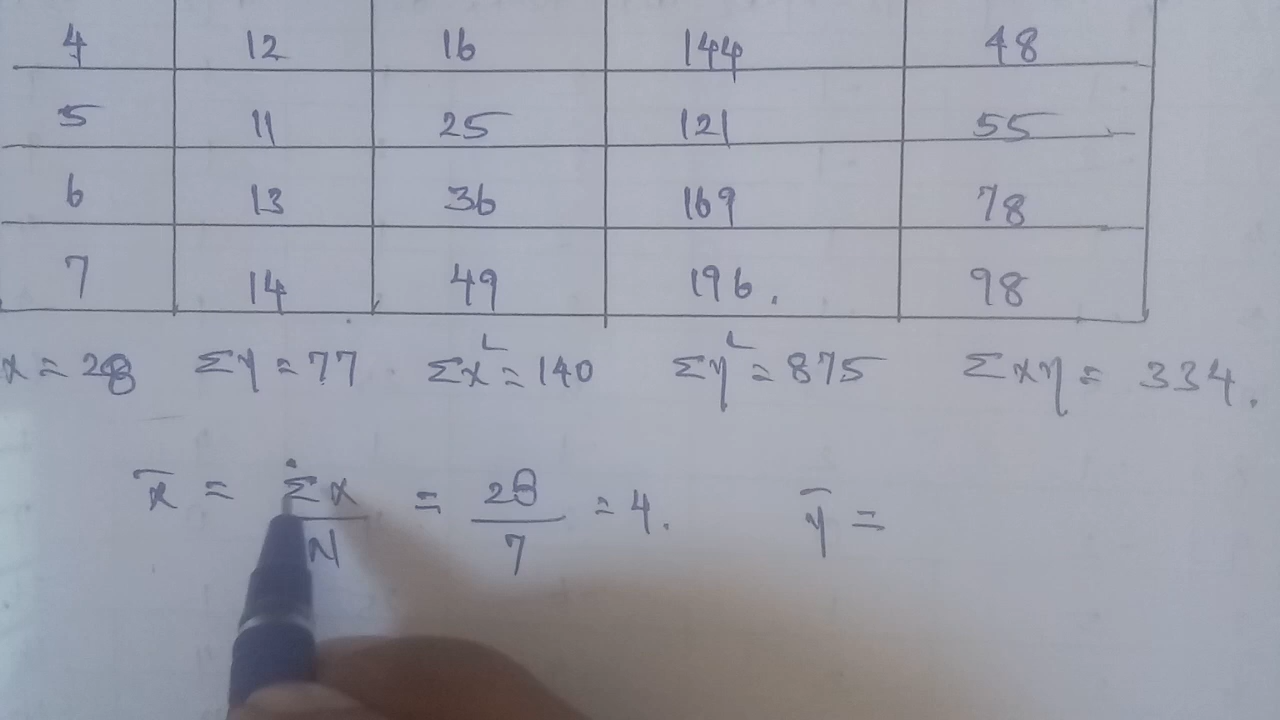 4 12 16 144 48
5 11 25 121 55
6 13 36 169 78
7 14 49 196. 98
x = 28 Σy = 77 Σx² = 140 Σy² = 875 Σxy = 334.
x̄ = Σx/N = 28/7 = 4. ȳ =